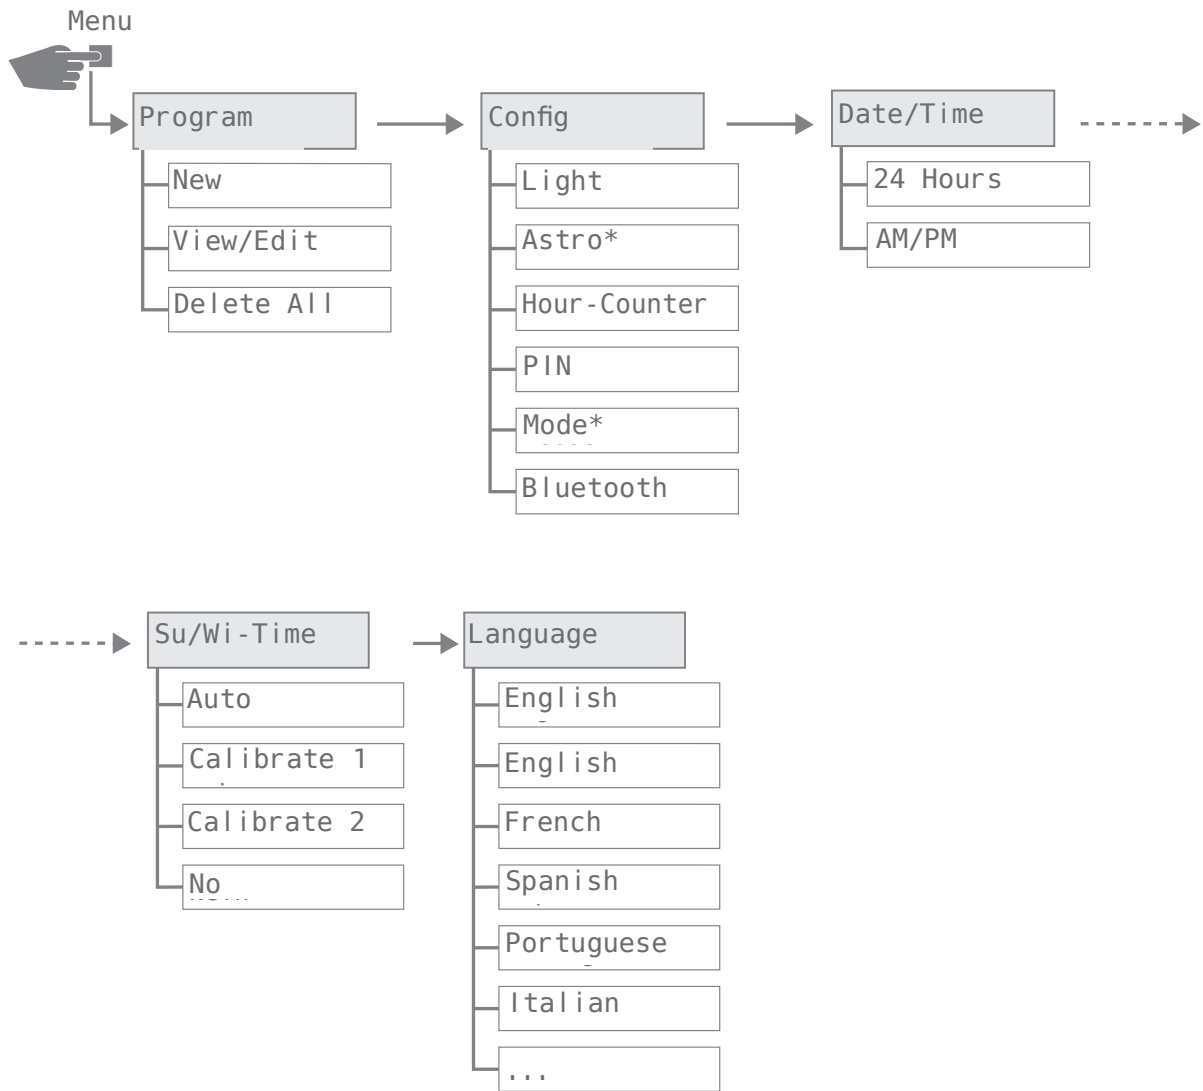 Menu
Program
New
View/Edit
Delete All
Config
Light
Astro*
Hour-Counter
PIN
Mode*
Bluetooth
Date/Time
24 Hours
AM/PM
Su/Wi-Time
Auto
Calibrate 1
Calibrate 2
No
Language
English
English
French
Spanish
Portuguese
Italian
...